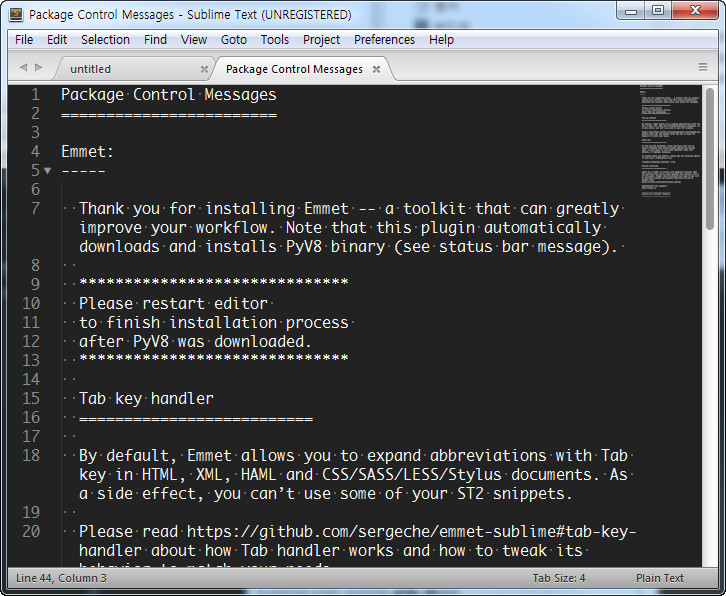 Package Control Messages - Sublime Text (UNREGISTERED)
File Edit Selection Find View Goto Tools Project Preferences Help
untitled Package Control Messages
1 Package Control Messages
2 ========================
3
4 Emmet:
5 -----
6
7 Thank you for installing Emmet -- a toolkit that can greatly
improve your workflow. Note that this plugin automatically
downloads and installs PyV8 binary (see status bar message).
8
9 ******************************
10 Please restart editor
11 to finish installation process
12 after PyV8 was downloaded.
13 ******************************
14
15 Tab key handler
16 ==========================
17
18 By default, Emmet allows you to expand abbreviations with Tab
key in HTML, XML, HAML and CSS/SASS/LESS/Stylus documents. As
a side effect, you can’t use some of your ST2 snippets.
19
20 Please read https://github.com/sergeche/emmet-sublime#tab-key-
handler about how Tab handler works and how to tweak its
behavior to match your needs
Line 44, Column 3 Tab Size: 4 Plain Text